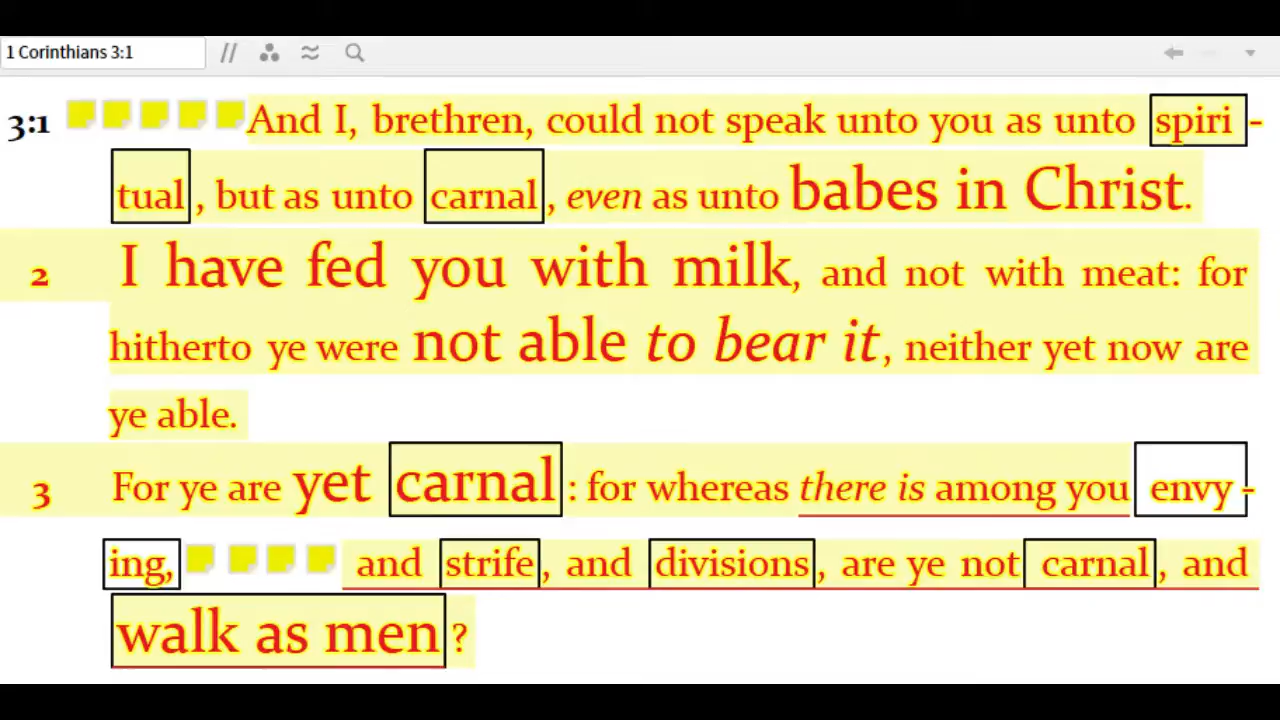 1 Corinthians 3:1
3:1 And I, brethren, could not speak unto you as unto spiri-
tual, but as unto carnal, even as unto babes in Christ.
2 I have fed you with milk, and not with meat: for
hitherto ye were not able to bear it, neither yet now are
ye able.
3 For ye are yet carnal: for whereas there is among you envy-
ing, and strife, and divisions, are ye not carnal, and
walk as men?